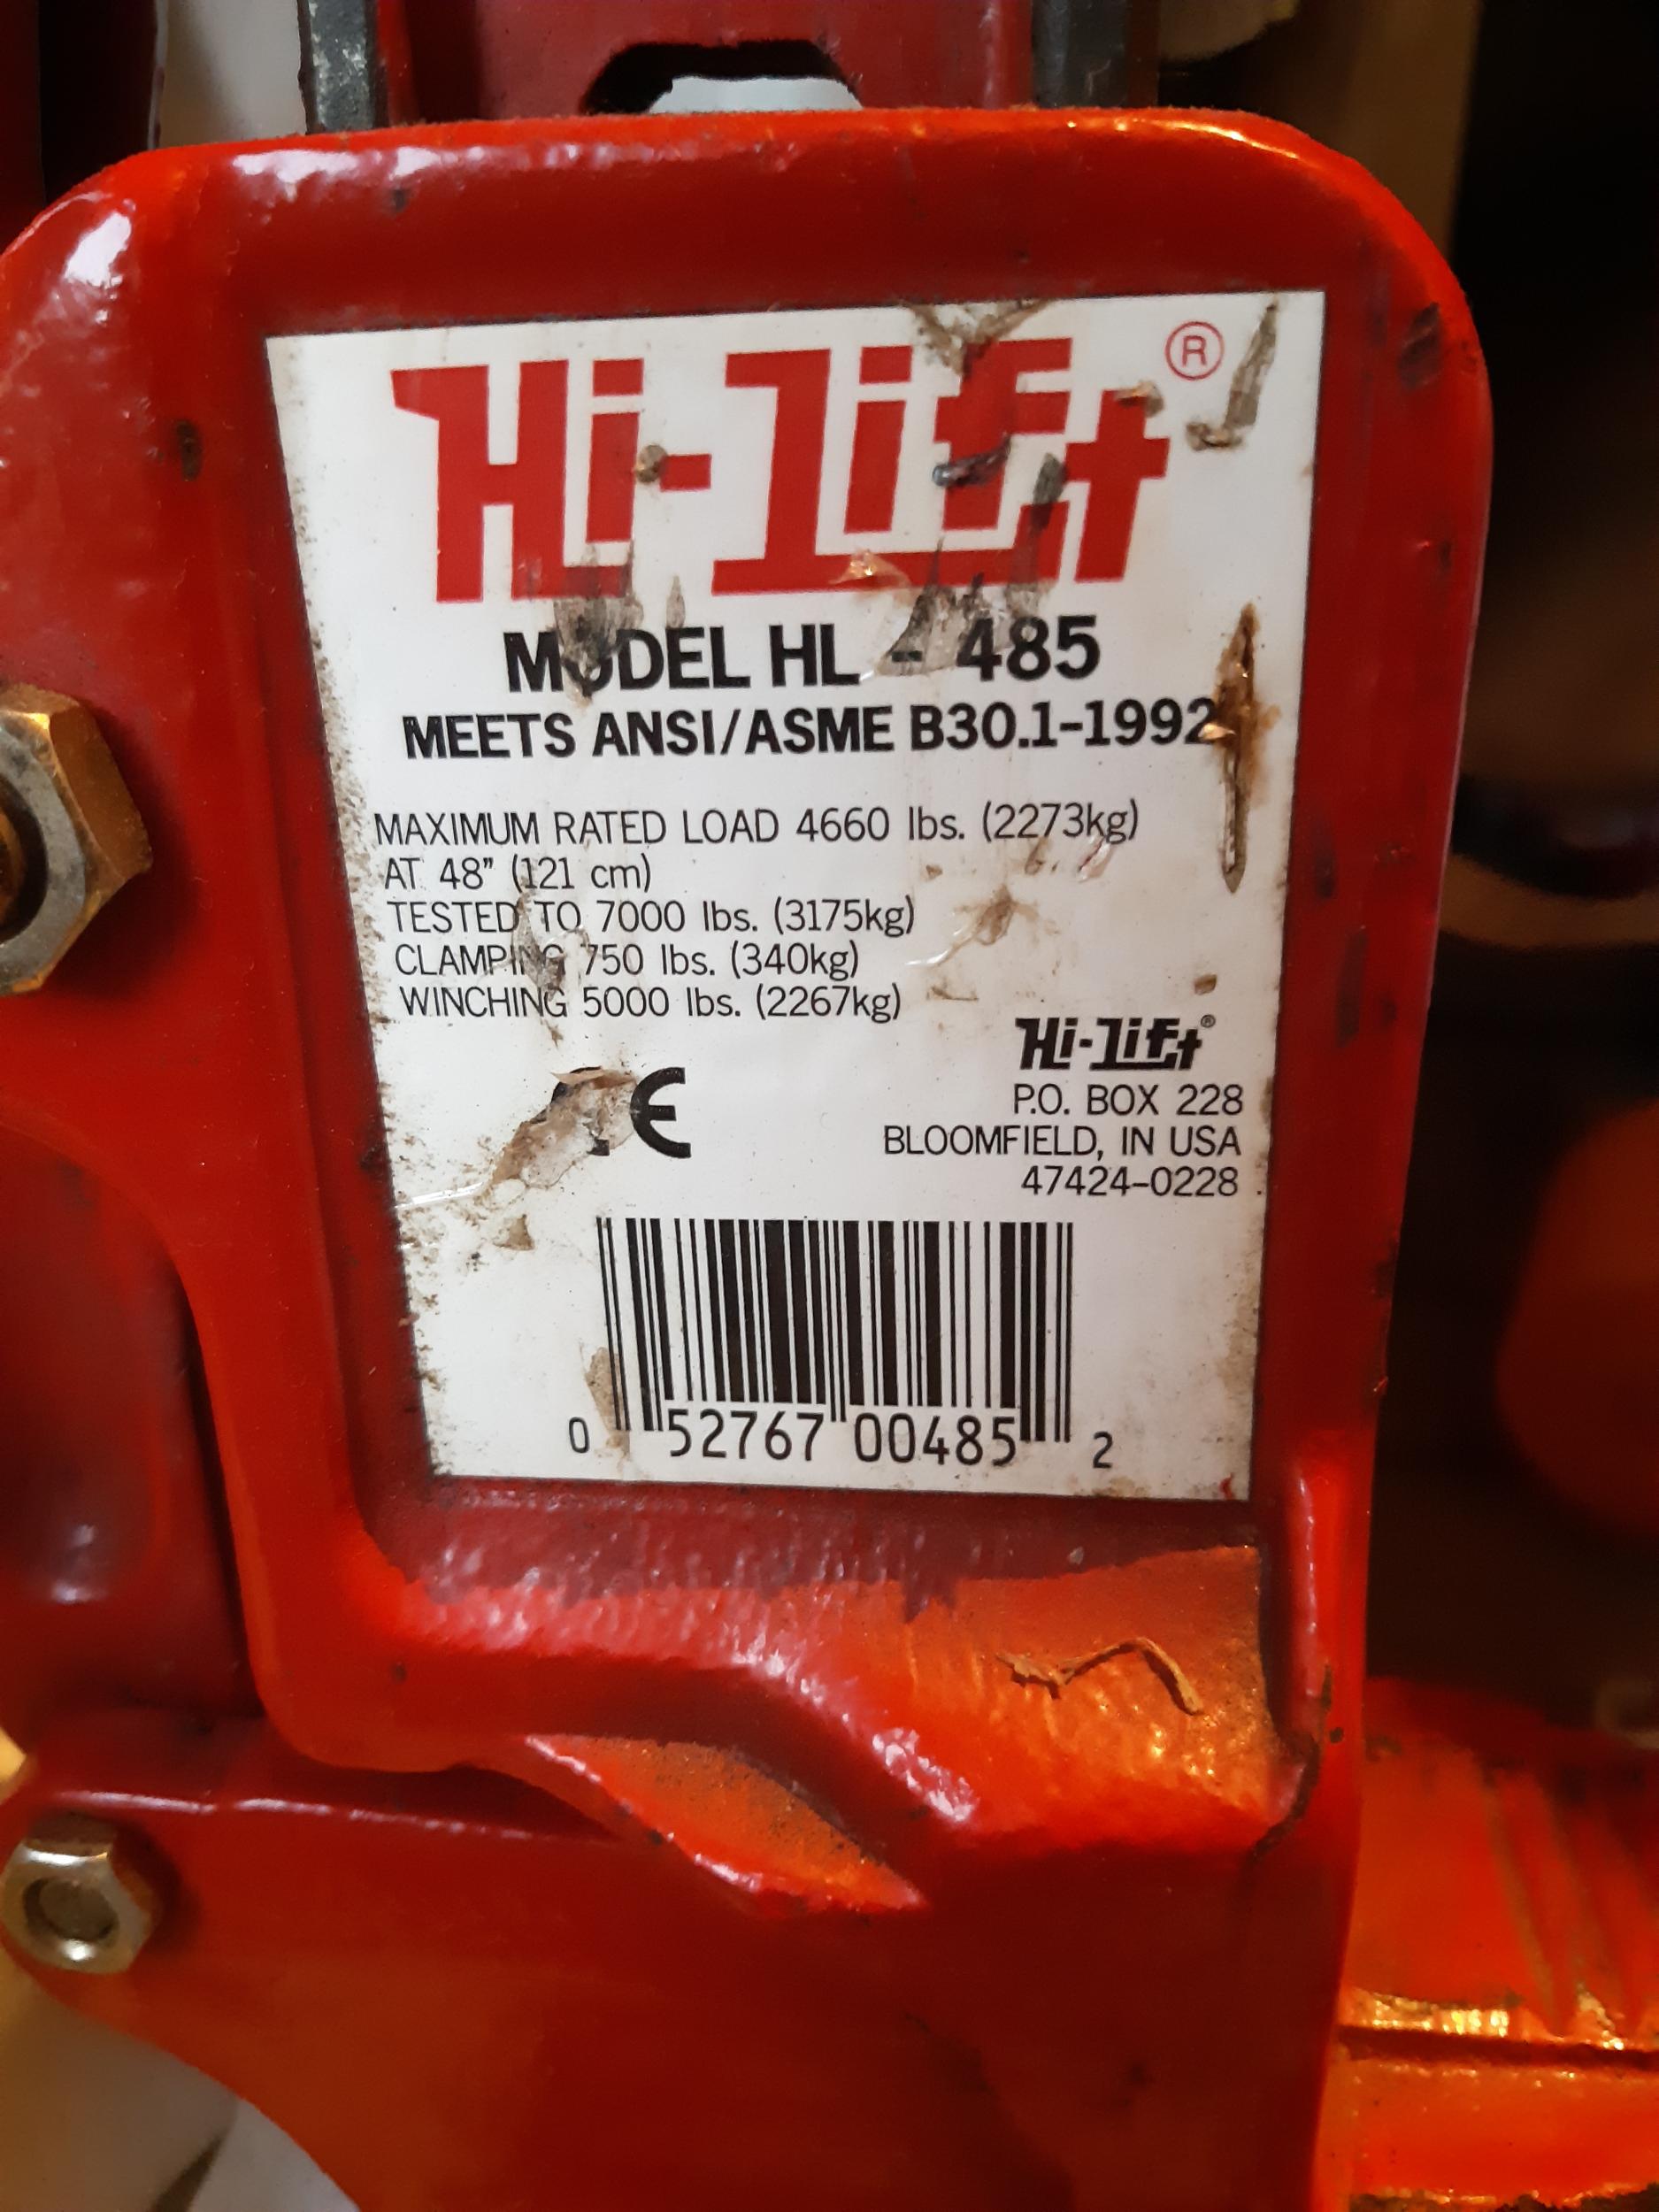 Hi-Lift ®
MODEL HL - 485
MEETS ANSI/ASME B30.1-1992
MAXIMUM RATED LOAD 4660 lbs. (2273kg)
AT 48" (121 cm)
TESTED TO 7000 lbs. (3175kg)
CLAMPING 750 lbs. (340kg)
WINCHING 5000 lbs. (2267kg)
CE
Hi-Lift®
P.O. BOX 228
BLOOMFIELD, IN USA
47424-0228
0 52767 00485 2